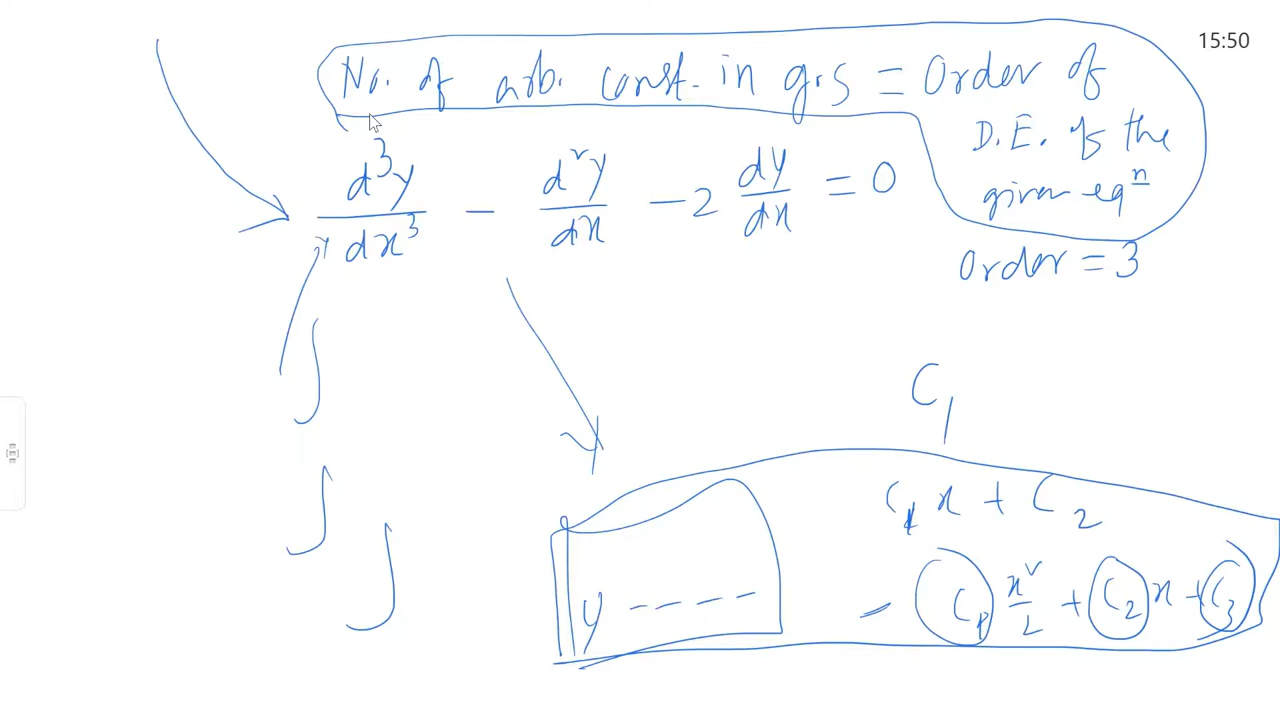 15:50
No. of arb. const. in g.s = Order of
D.E. of the
given eqⁿ
d³y/dx³ - d²y/dx - 2 dy/dx = 0
Order = 3
∫
C₁
∫
C₁x + C₂
∫
y - - - - -
- C₁ x²/2 + C₂x + C₃